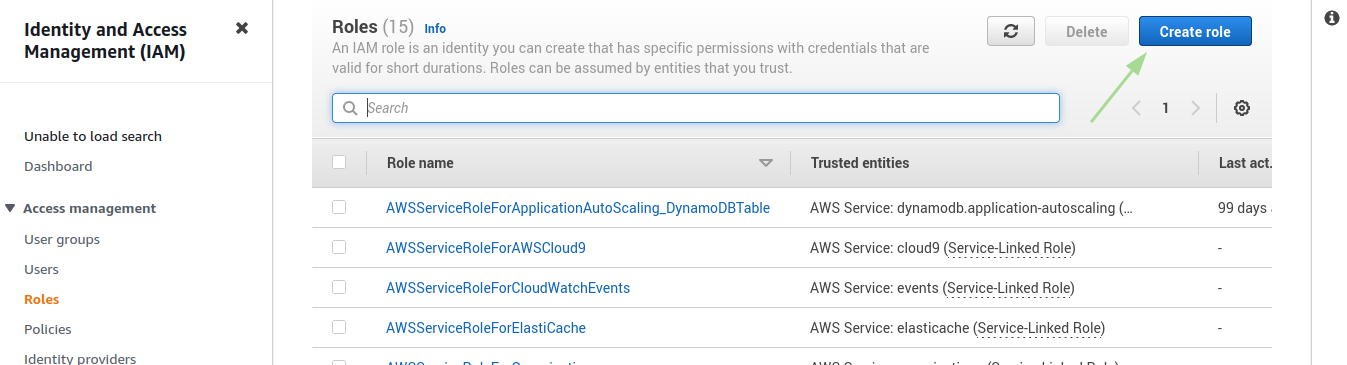 Identity and Access
Management (IAM)
Unable to load search
Dashboard
Access management
User groups
Users
Roles
Policies
Identity providers
Roles (15) Info
An IAM role is an identity you can create that has specific permissions with credentials that are
valid for short durations. Roles can be assumed by entities that you trust.
Delete
Create role
Search
1
Role name Trusted entities Last act.
AWSServiceRoleForApplicationAutoScaling_DynamoDBTable AWS Service: dynamodb.application-autoscaling (... 99 days
AWSServiceRoleForAWSCloud9 AWS Service: cloud9 (Service-Linked Role) -
AWSServiceRoleForCloudWatchEvents AWS Service: events (Service-Linked Role) -
AWSServiceRoleForElastiCache AWS Service: elasticache (Service-Linked Role) -